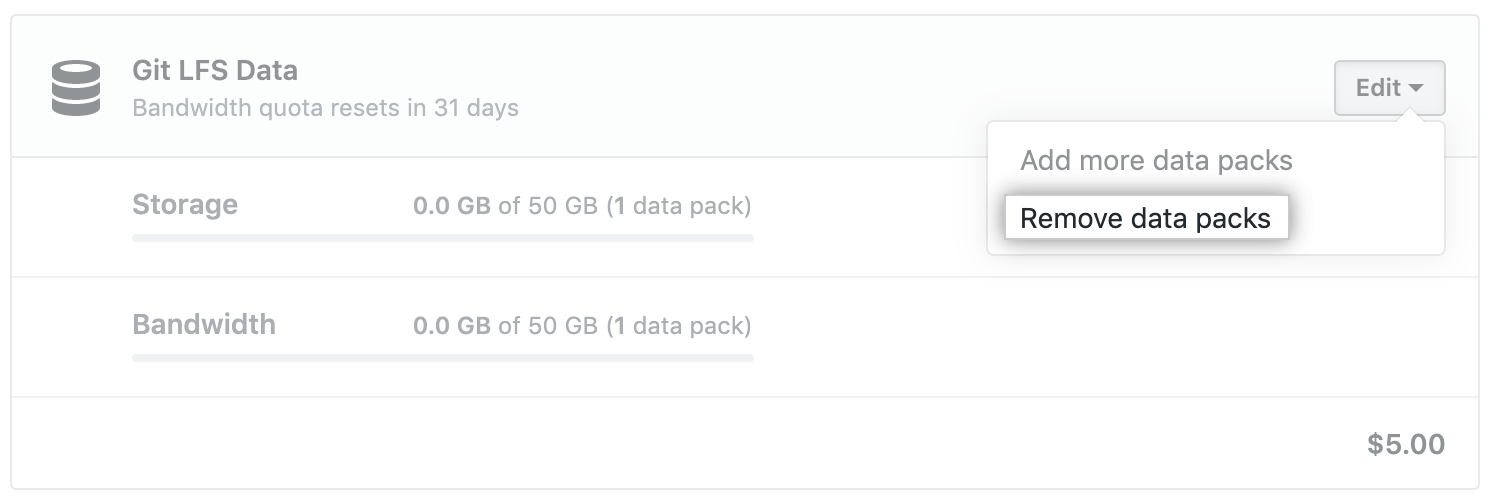 Git LFS Data
Bandwidth quota resets in 31 days
Edit
Add more data packs
Remove data packs
Storage 0.0 GB of 50 GB (1 data pack)
Bandwidth 0.0 GB of 50 GB (1 data pack)
$5.00